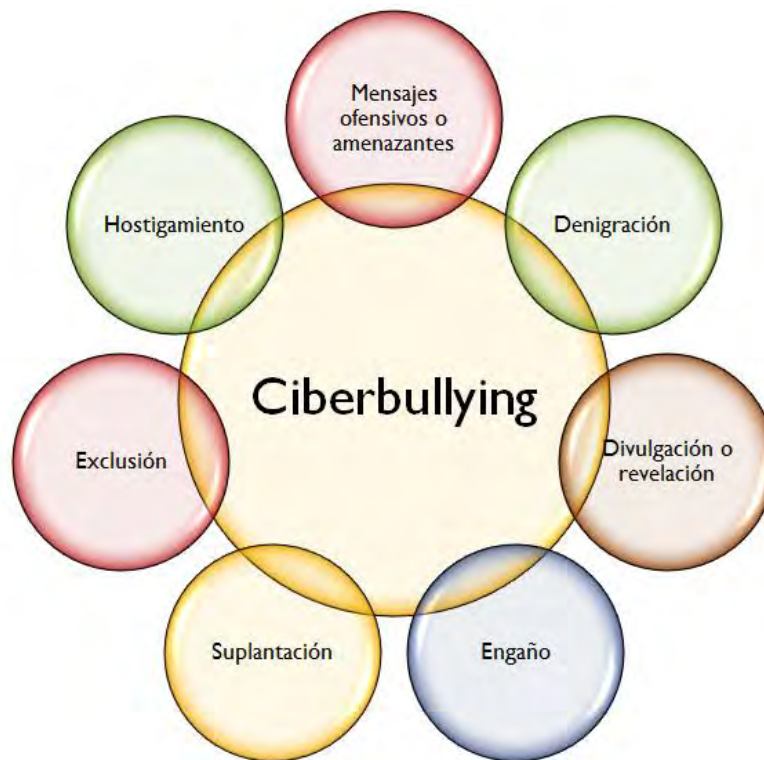 Mensajes
ofensivos o
amenazantes
Denigración
Divulgación o
revelación
Engaño
Suplantación
Exclusión
Hostigamiento
Ciberbullying